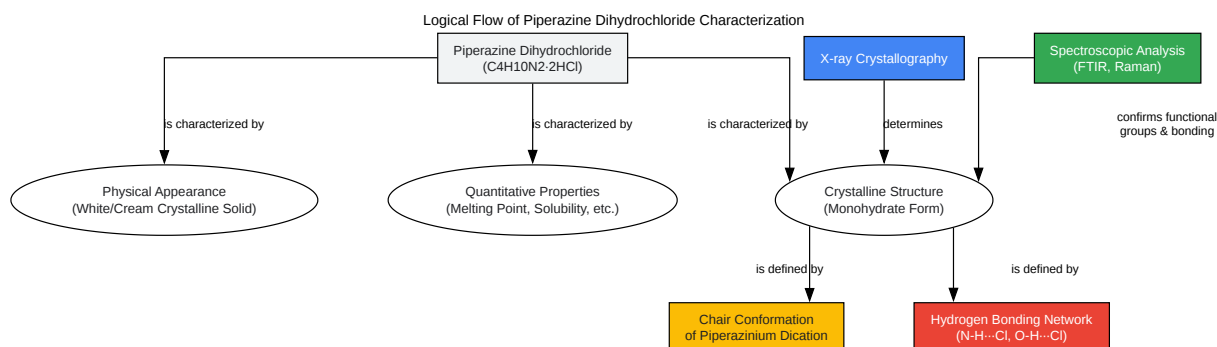 Logical Flow of Piperazine Dihydrochloride Characterization
Piperazine Dihydrochloride
(C4H10N2·2HCl)
X-ray Crystallography
Spectroscopic Analysis
(FTIR, Raman)
is characterized by
is characterized by
is characterized by
determines
confirms functional
groups & bonding
Physical Appearance
(White/Cream Crystalline Solid)
Quantitative Properties
(Melting Point, Solubility, etc.)
Crystalline Structure
(Monohydrate Form)
is defined by
is defined by
Chair Conformation
of Piperazinium Dication
Hydrogen Bonding Network
(N-H···Cl, O-H···Cl)